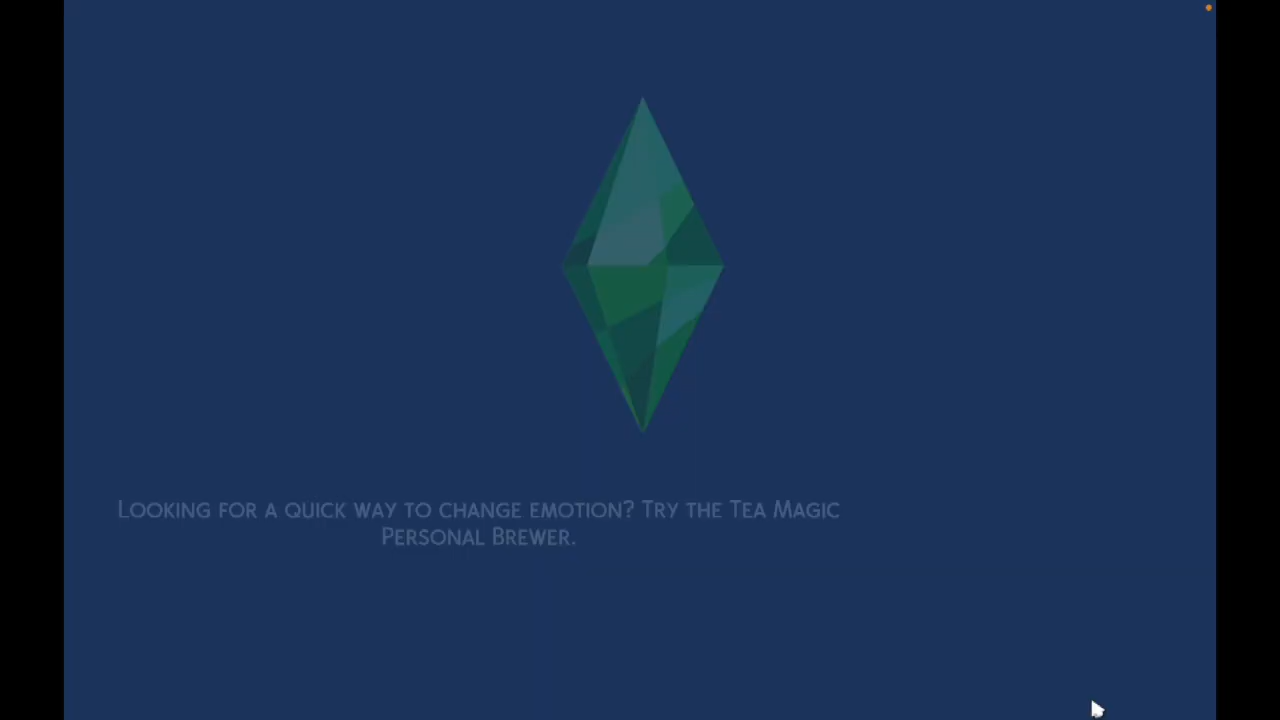 Looking for a quick way to change emotion? Try the Tea Magic
Personal Brewer.